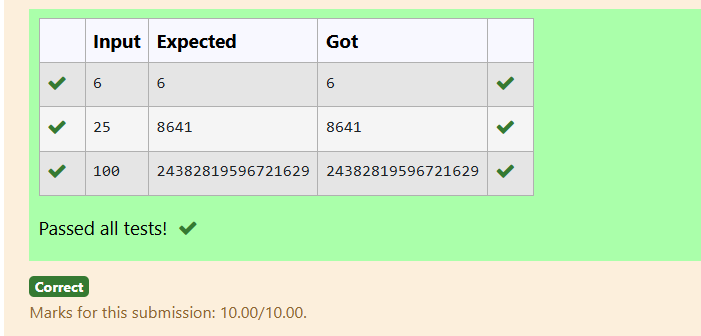 Input Expected Got
6 6 6
25 8641 8641
100 24382819596721629 24382819596721629
Passed all tests!
Correct
Marks for this submission: 10.00/10.00.